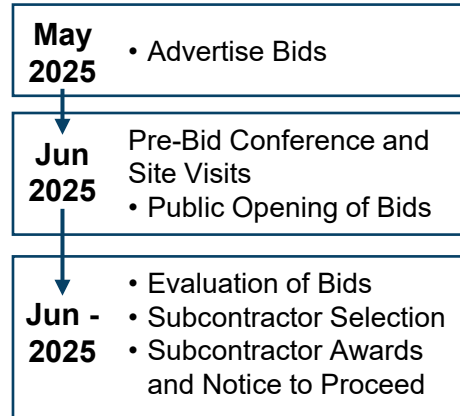 May
2025
• Advertise Bids
Jun
2025
Pre-Bid Conference and
Site Visits
• Public Opening of Bids
Jun -
2025
• Evaluation of Bids
• Subcontractor Selection
• Subcontractor Awards
and Notice to Proceed